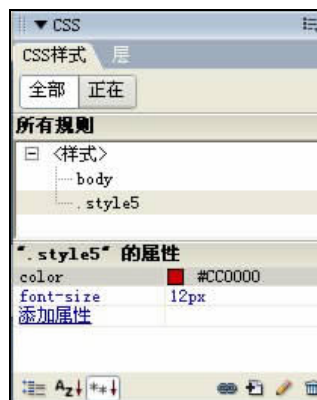 CSS
CSS样式 层
全部 正在
所有规则
<样式>
body
.style5
".style5" 的属性
color #CC0000
font-size 12px
添加属性
AZ **